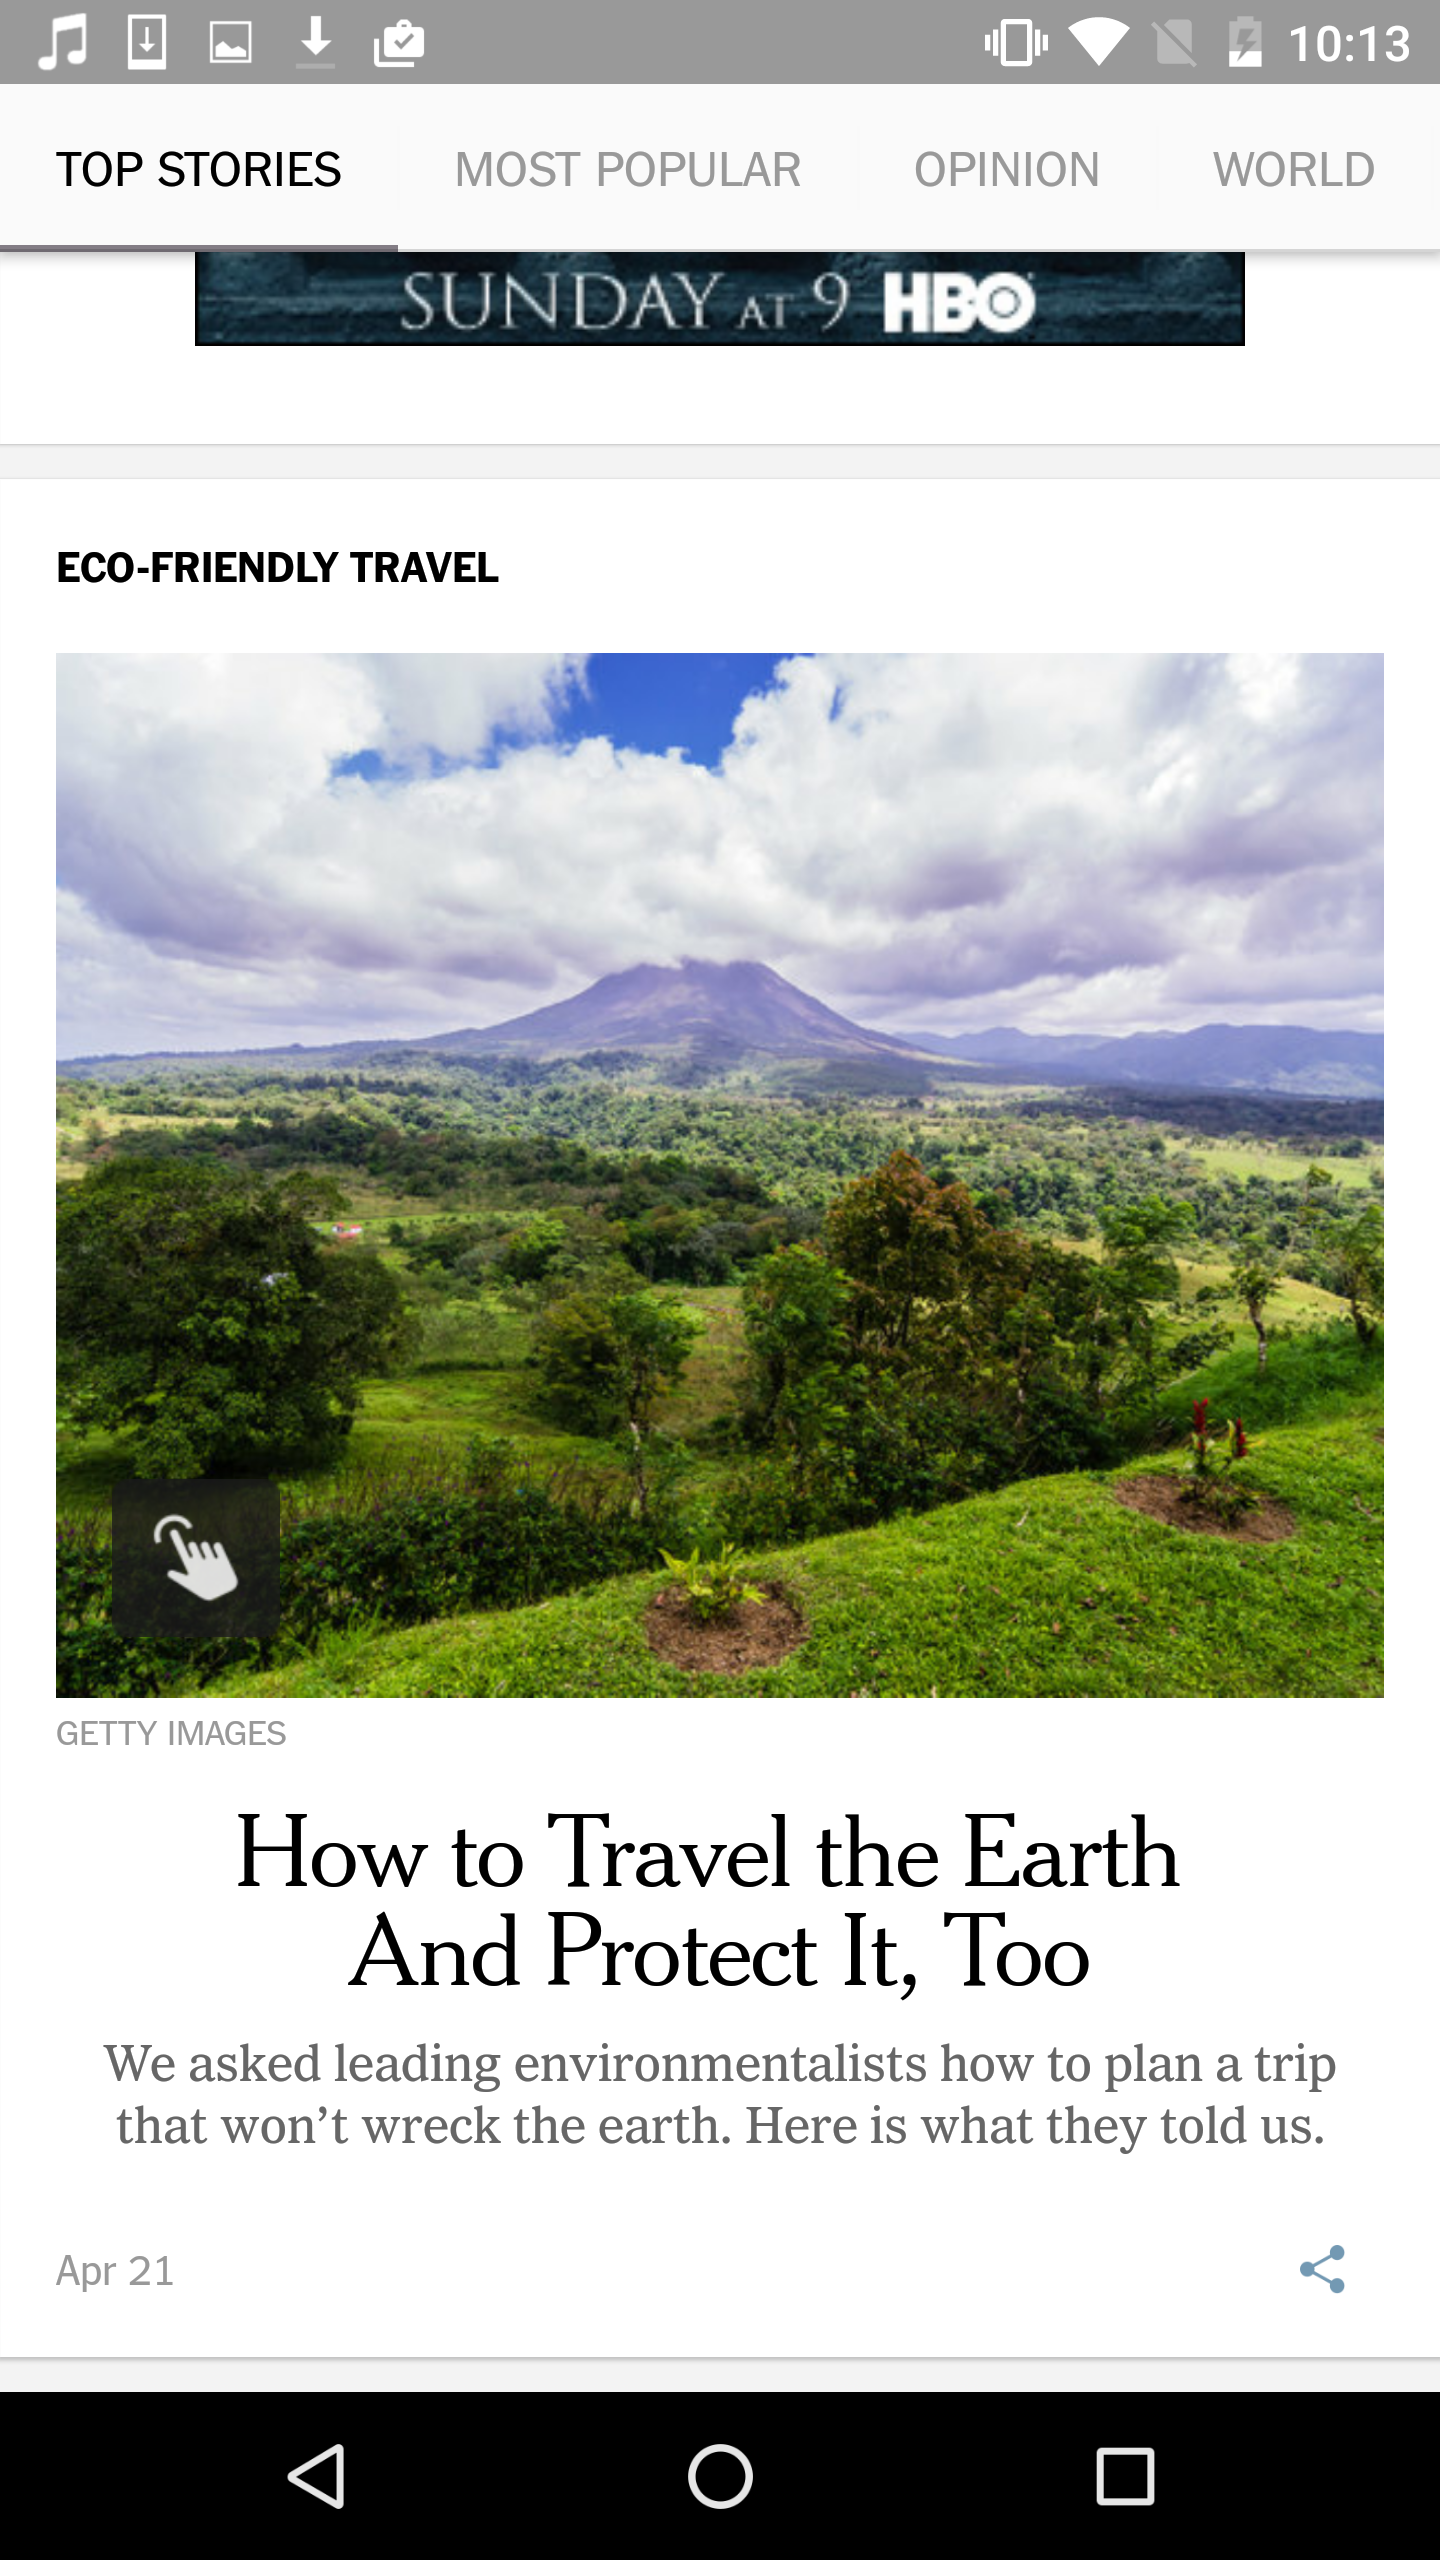 10:13
TOP STORIES MOST POPULAR OPINION WORLD
SUNDAY AT 9 HBO
ECO-FRIENDLY TRAVEL
GETTY IMAGES
How to Travel the Earth
And Protect It, Too
We asked leading environmentalists how to plan a trip
that won’t wreck the earth. Here is what they told us.
Apr 21